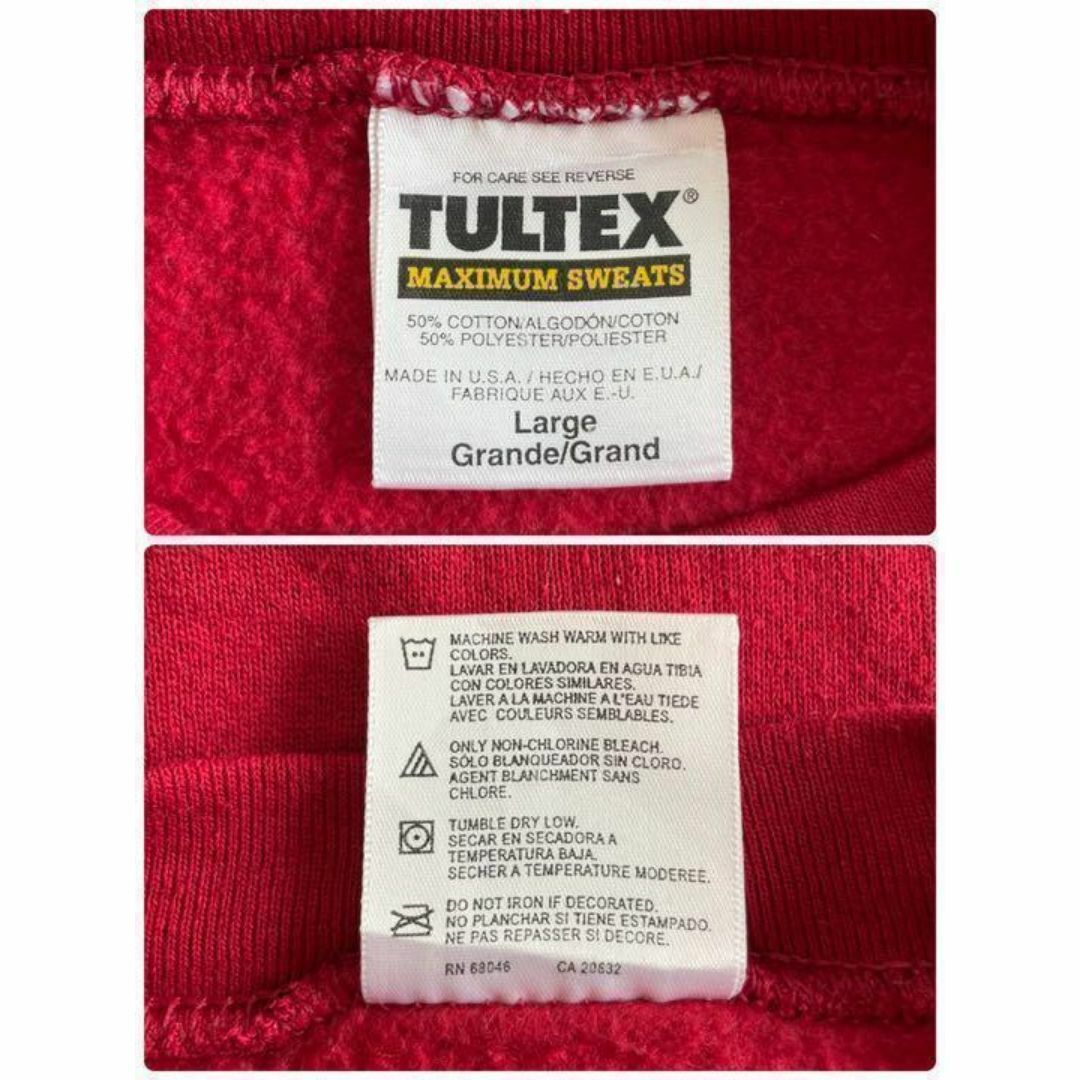 FOR CARE SEE REVERSE
TULTEX®
MAXIMUM SWEATS
50% COTTON/ALGODÓN/COTON
50% POLYESTER/POLIESTER
MADE IN U.S.A. / HECHO EN E.U.A./
FABRIQUE AUX E.-U.
Large
Grande/Grand
MACHINE WASH WARM WITH LIKE
COLORS.
LAVAR EN LAVADORA EN AGUA TIBIA
CON COLORES SIMILARES.
LAVER A LA MACHINE A L'EAU TIEDE
AVEC COULEURS SEMBLABLES.
ONLY NON-CHLORINE BLEACH.
SÓLO BLANQUEADOR SIN CLORO.
AGENT BLANCHMENT SANS
CHLORE.
TUMBLE DRY LOW.
SECAR EN SECADORA A
TEMPERATURA BAJA.
SECHER A TEMPERATURE MODEREE.
DO NOT IRON IF DECORATED.
NO PLANCHAR SI TIENE ESTAMPADO.
NE PAS REPASSER SI DECORE.
RN 68046 CA 20632